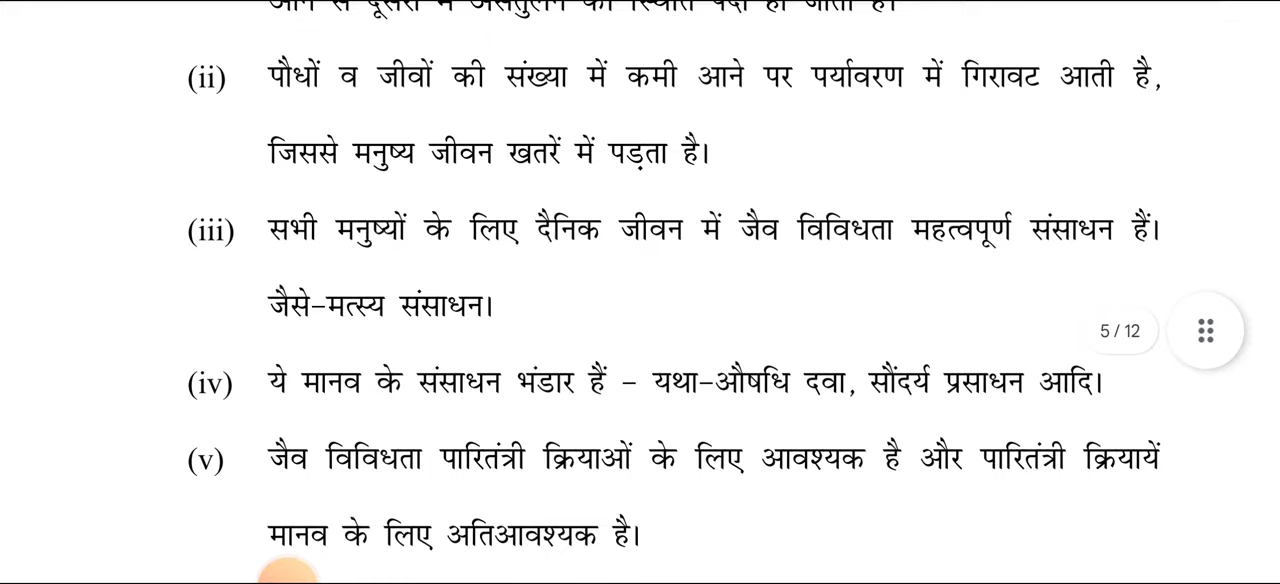 (ii) पौधों व जीवों की संख्या में कमी आने पर पर्यावरण में गिरावट आती है,
जिससे मनुष्य जीवन खतरें में पड़ता है।
(iii) सभी मनुष्यों के लिए दैनिक जीवन में जैव विविधता महत्वपूर्ण संसाधन हैं।
जैसे-मत्स्य संसाधन।
5 / 12
(iv) ये मानव के संसाधन भंडार हैं - यथा-औषधि दवा, सौंदर्य प्रसाधन आदि।
(v) जैव विविधता पारितंत्री क्रियाओं के लिए आवश्यक है और पारितंत्री क्रियायें
मानव के लिए अतिआवश्यक है।